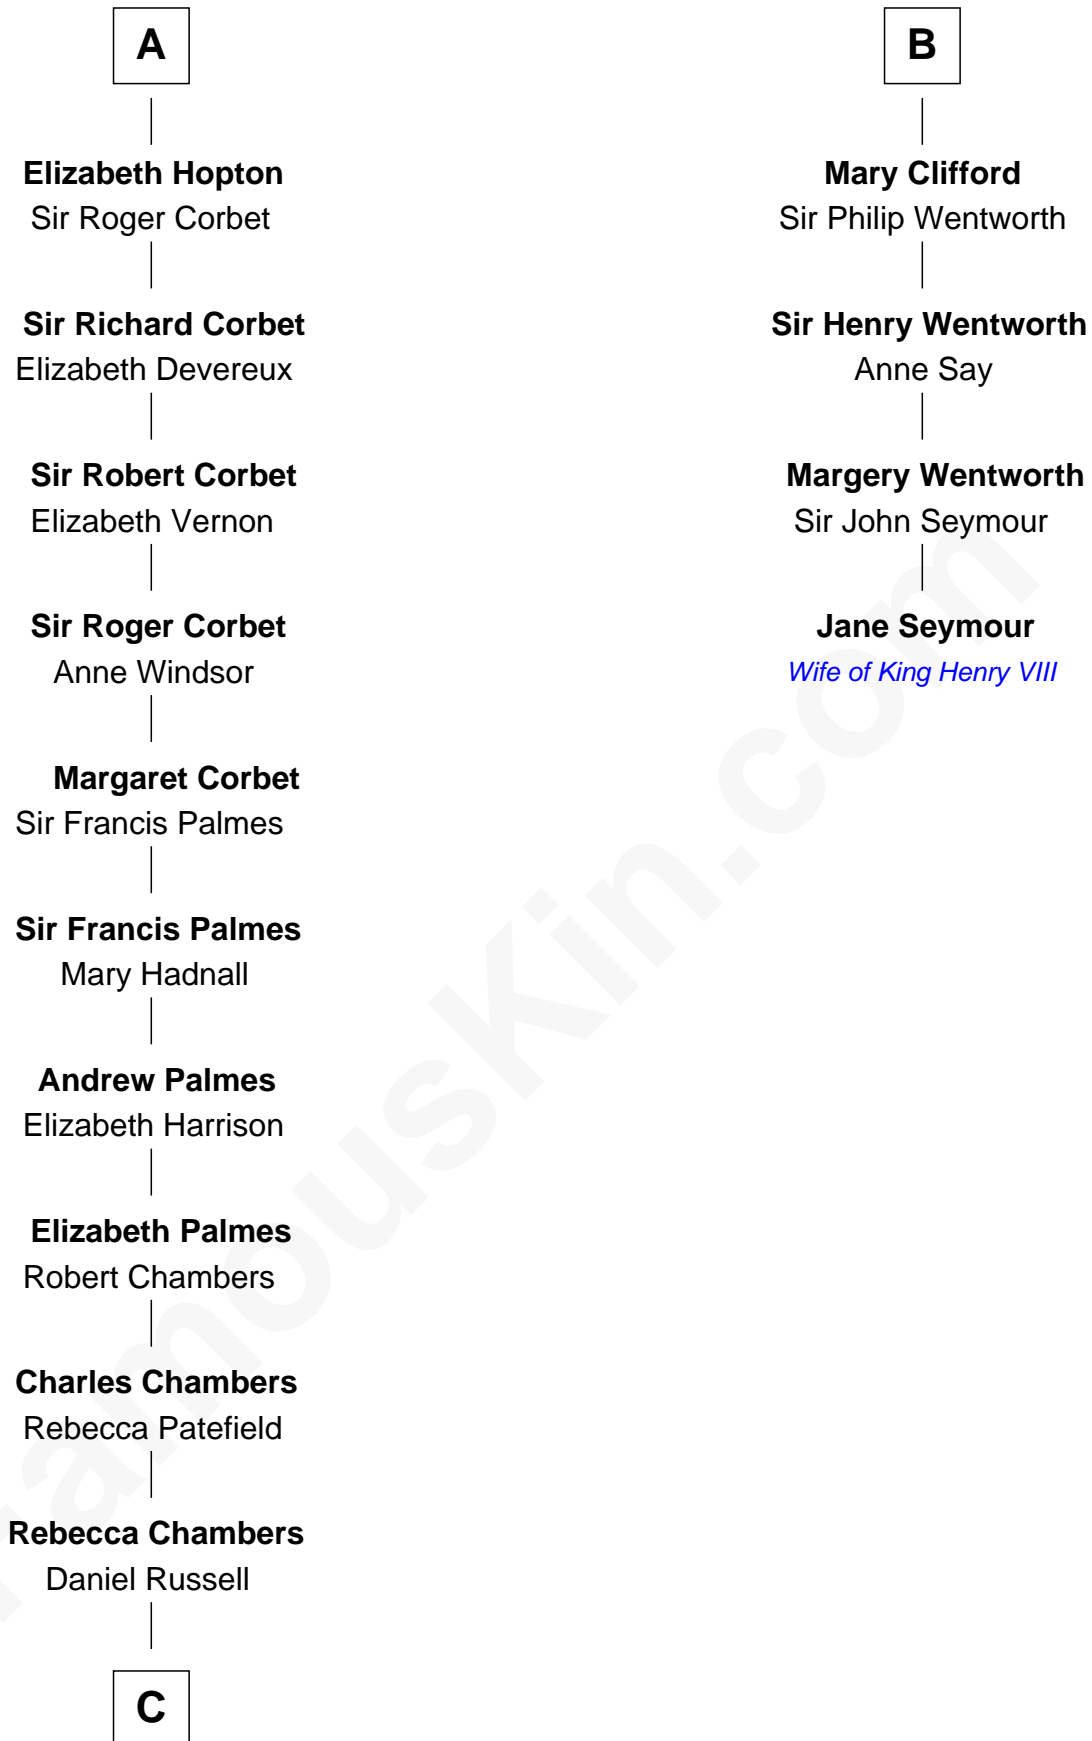 A
Elizabeth Hopton
Sir Roger Corbet
Sir Richard Corbet
Elizabeth Devereux
Sir Robert Corbet
Elizabeth Vernon
Sir Roger Corbet
Anne Windsor
Margaret Corbet
Sir Francis Palmes
Sir Francis Palmes
Mary Hadnall
Andrew Palmes
Elizabeth Harrison
Elizabeth Palmes
Robert Chambers
Charles Chambers
Rebecca Patefield
Rebecca Chambers
Daniel Russell
C
B
Mary Clifford
Sir Philip Wentworth
Sir Henry Wentworth
Anne Say
Margery Wentworth
Sir John Seymour
Jane Seymour
Wife of King Henry VIII
FamousKin.com